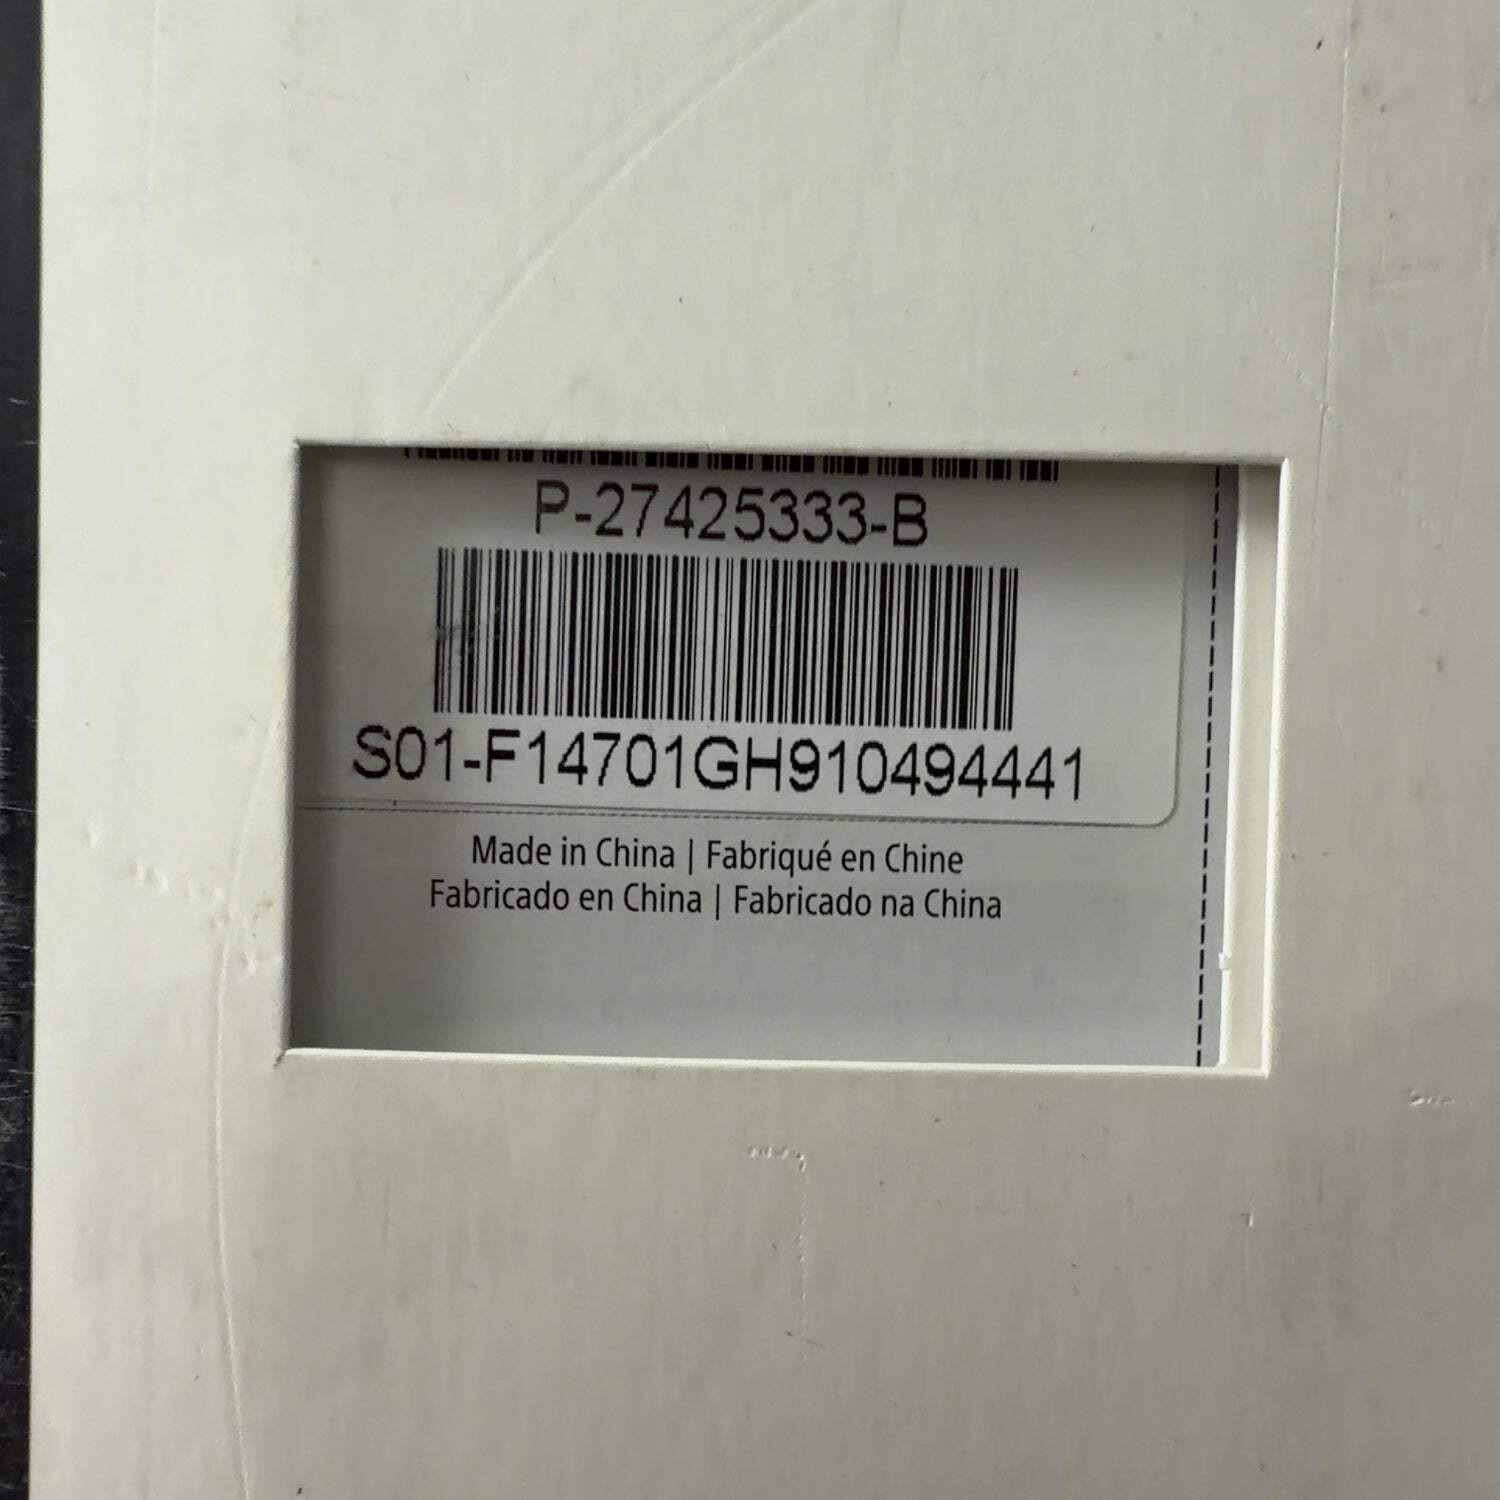 P-27425333-B
S01-F14701GH910494441
Made in China | Fabriqué en Chine
Fabricado en China | Fabricado na China